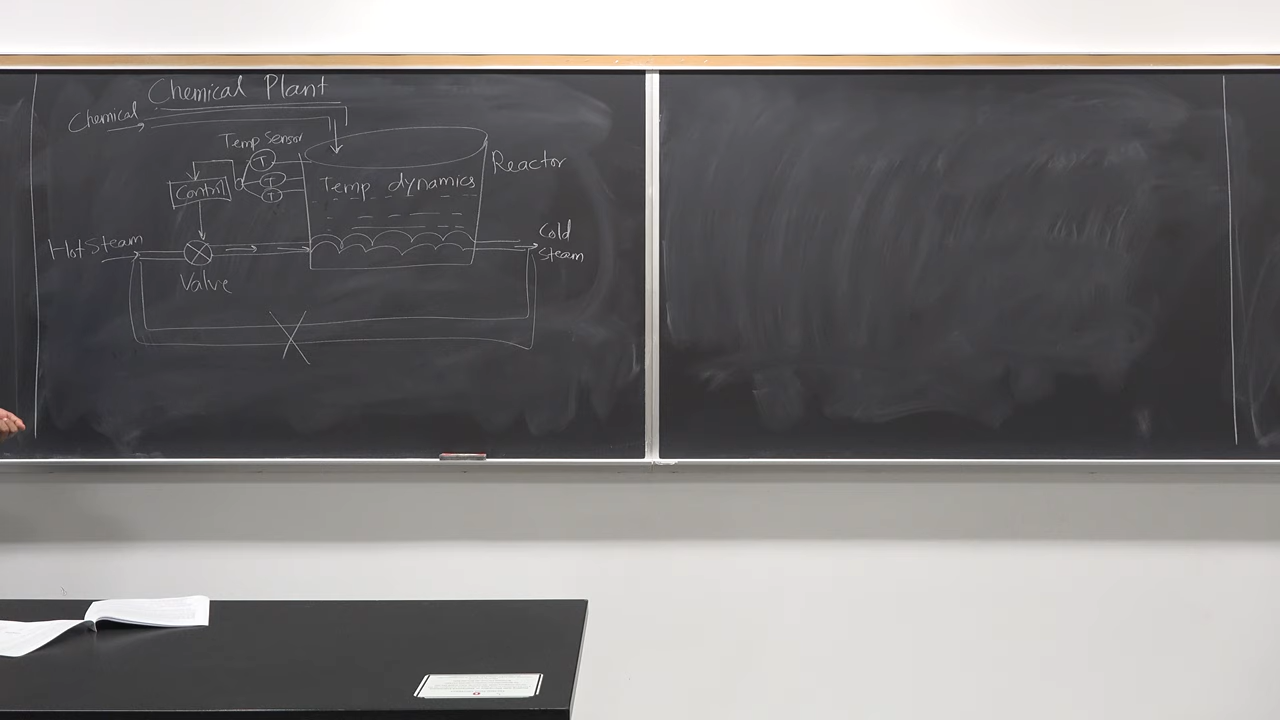 Chemical Plant
Chemical
Temp Sensor
T
T
T
Control
Reactor
Temp dynamics
Hot Steam
Valve
Cold
Steam